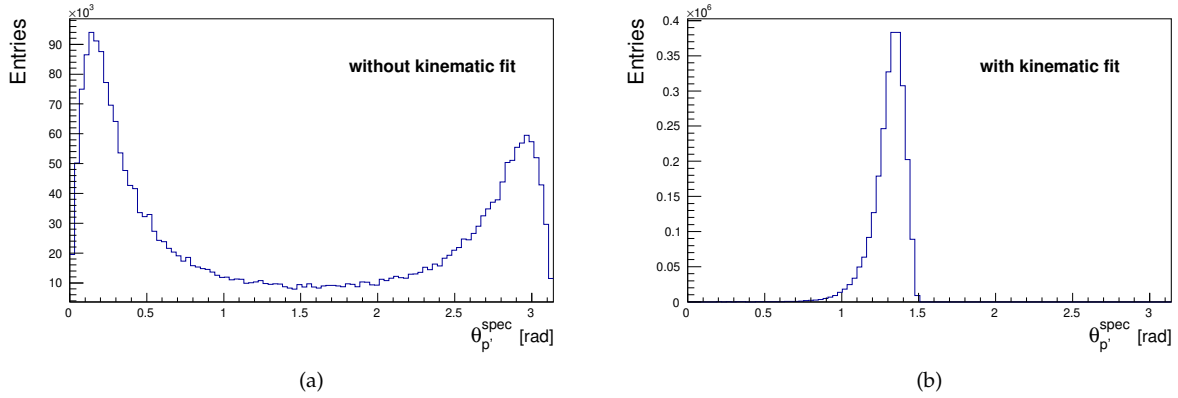 ×10³
Entries
without kinematic fit
90
80
70
60
50
40
30
20
10
0 0.5 1 1.5 2 2.5 3
θ_p'^spec [rad]
(a)
×10⁶
Entries
with kinematic fit
0.4
0.35
0.3
0.25
0.2
0.15
0.1
0.05
0
0 0.5 1 1.5 2 2.5 3
θ_p'^spec [rad]
(b)